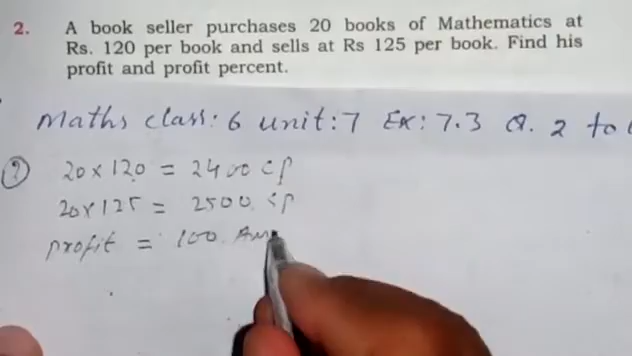 2. A book seller purchases 20 books of Mathematics at
Rs. 120 per book and sells at Rs 125 per book. Find his
profit and profit percent.
Maths class: 6 unit: 7 Ex: 7.3 Q. 2 to
② 20 x 120 = 2400 CP
20 x 125 = 2500 SP
profit = 100